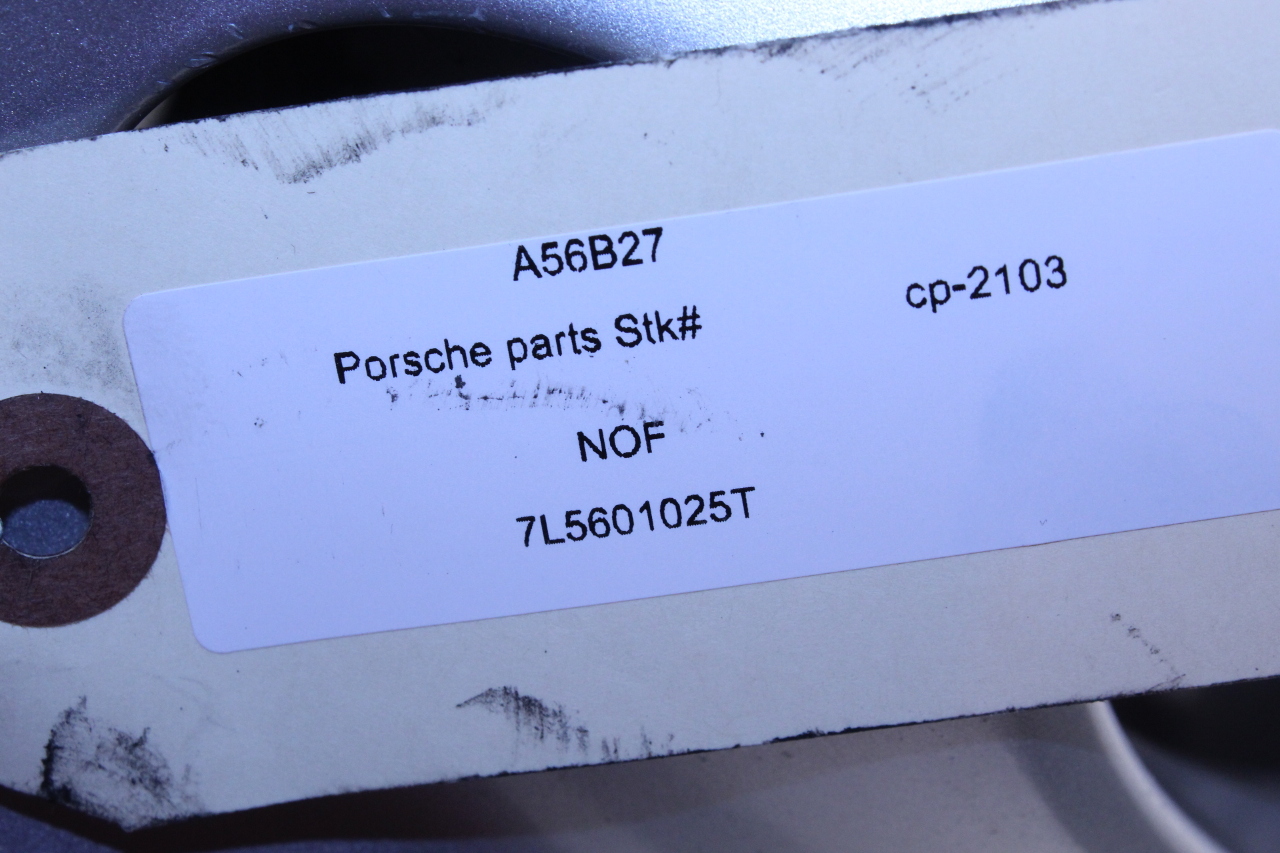 A56B27
Porsche parts Stk# cp-2103
NOF
7L5601025T